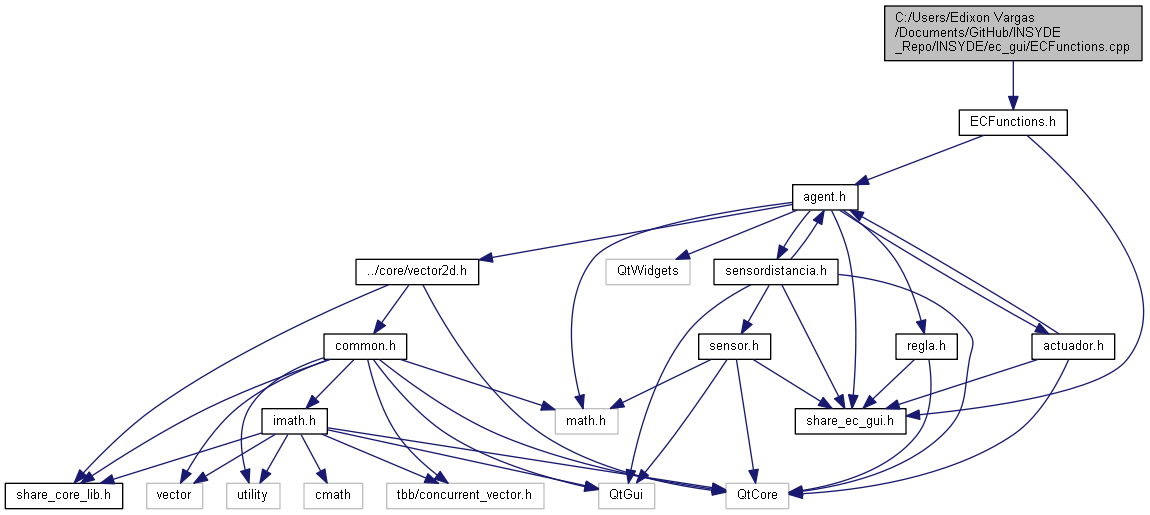 C:/Users/Edixon Vargas
/Documents/GitHub/INSYDE
_Repo/INSYDE/ec_gui/ECFunctions.cpp
ECFunctions.h
agent.h
../core/vector2d.h
QtWidgets
sensordistancia.h
common.h
sensor.h
regla.h
actuador.h
imath.h
math.h
share_ec_gui.h
share_core_lib.h
vector
utility
cmath
tbb/concurrent_vector.h
QtGui
QtCore